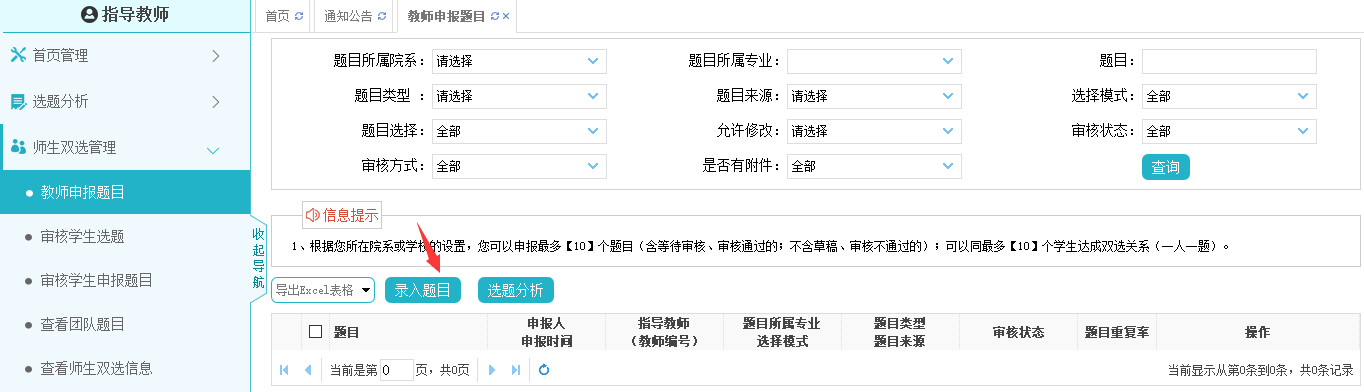 指导教师
首页管理
选题分析
师生双选管理
教师申报题目
审核学生选题
审核学生申报题目
查看团队题目
查看师生双选信息
收起导航
首页 通知公告 教师申报题目
题目所属院系： 请选择 题目所属专业： 题目：
题目类型 ： 请选择 题目来源： 请选择 选择模式： 全部
题目选择： 全部 允许修改： 请选择 审核状态： 全部
审核方式： 全部 是否有附件： 全部 查询
信息提示
1、根据您所在院系或学校的设置，您可以申报最多【10】个题目（含等待审核、审核通过的；不含草稿、审核不通过的）；可以同最多【10】个学生达成双选关系（一人一题）。
导出Excel表格 录入题目 选题分析
题目 申报人 申报时间 指导教师 （教师编号） 题目所属专业 选择模式 题目类型 题目来源 审核状态 题目重复率 操作
当前是第 0 页，共0页 当前显示从第0条到0条，共0条记录